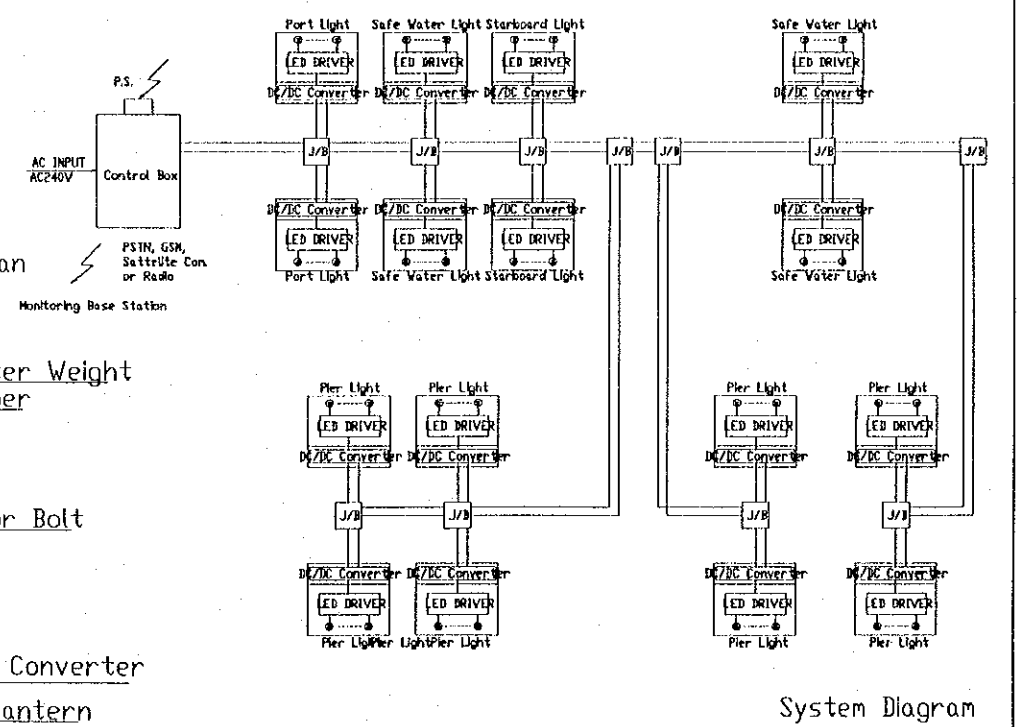 Port Light Safe Water Light Starboard Light Safe Water Light
LED DRIVER LED DRIVER LED DRIVER LED DRIVER
DC/DC Converter DC/DC Converter DC/DC Converter DC/DC Converter
P.S.
J/B J/B J/B J/B J/B J/B J/B
AC INPUT
AC240V
Control Box
DC/DC Converter DC/DC Converter DC/DC Converter DC/DC Converter
LED DRIVER LED DRIVER LED DRIVER LED DRIVER
Port Light Safe Water Light Starboard Light Safe Water Light
PSTN, GSM,
Sattelite Con.
or Radio
an
Monitoring Base Station
ter Weight
er
Pier Light Pier Light Pier Light Pier Light
LED DRIVER LED DRIVER LED DRIVER LED DRIVER
DC/DC Converter DC/DC Converter DC/DC Converter DC/DC Converter
or Bolt
J/B J/B J/B J/B
DC/DC Converter DC/DC Converter DC/DC Converter DC/DC Converter
LED DRIVER LED DRIVER LED DRIVER LED DRIVER
Pier Light Pier Light Pier Light Pier Light Pier Light
Converter
antern
System Diagram